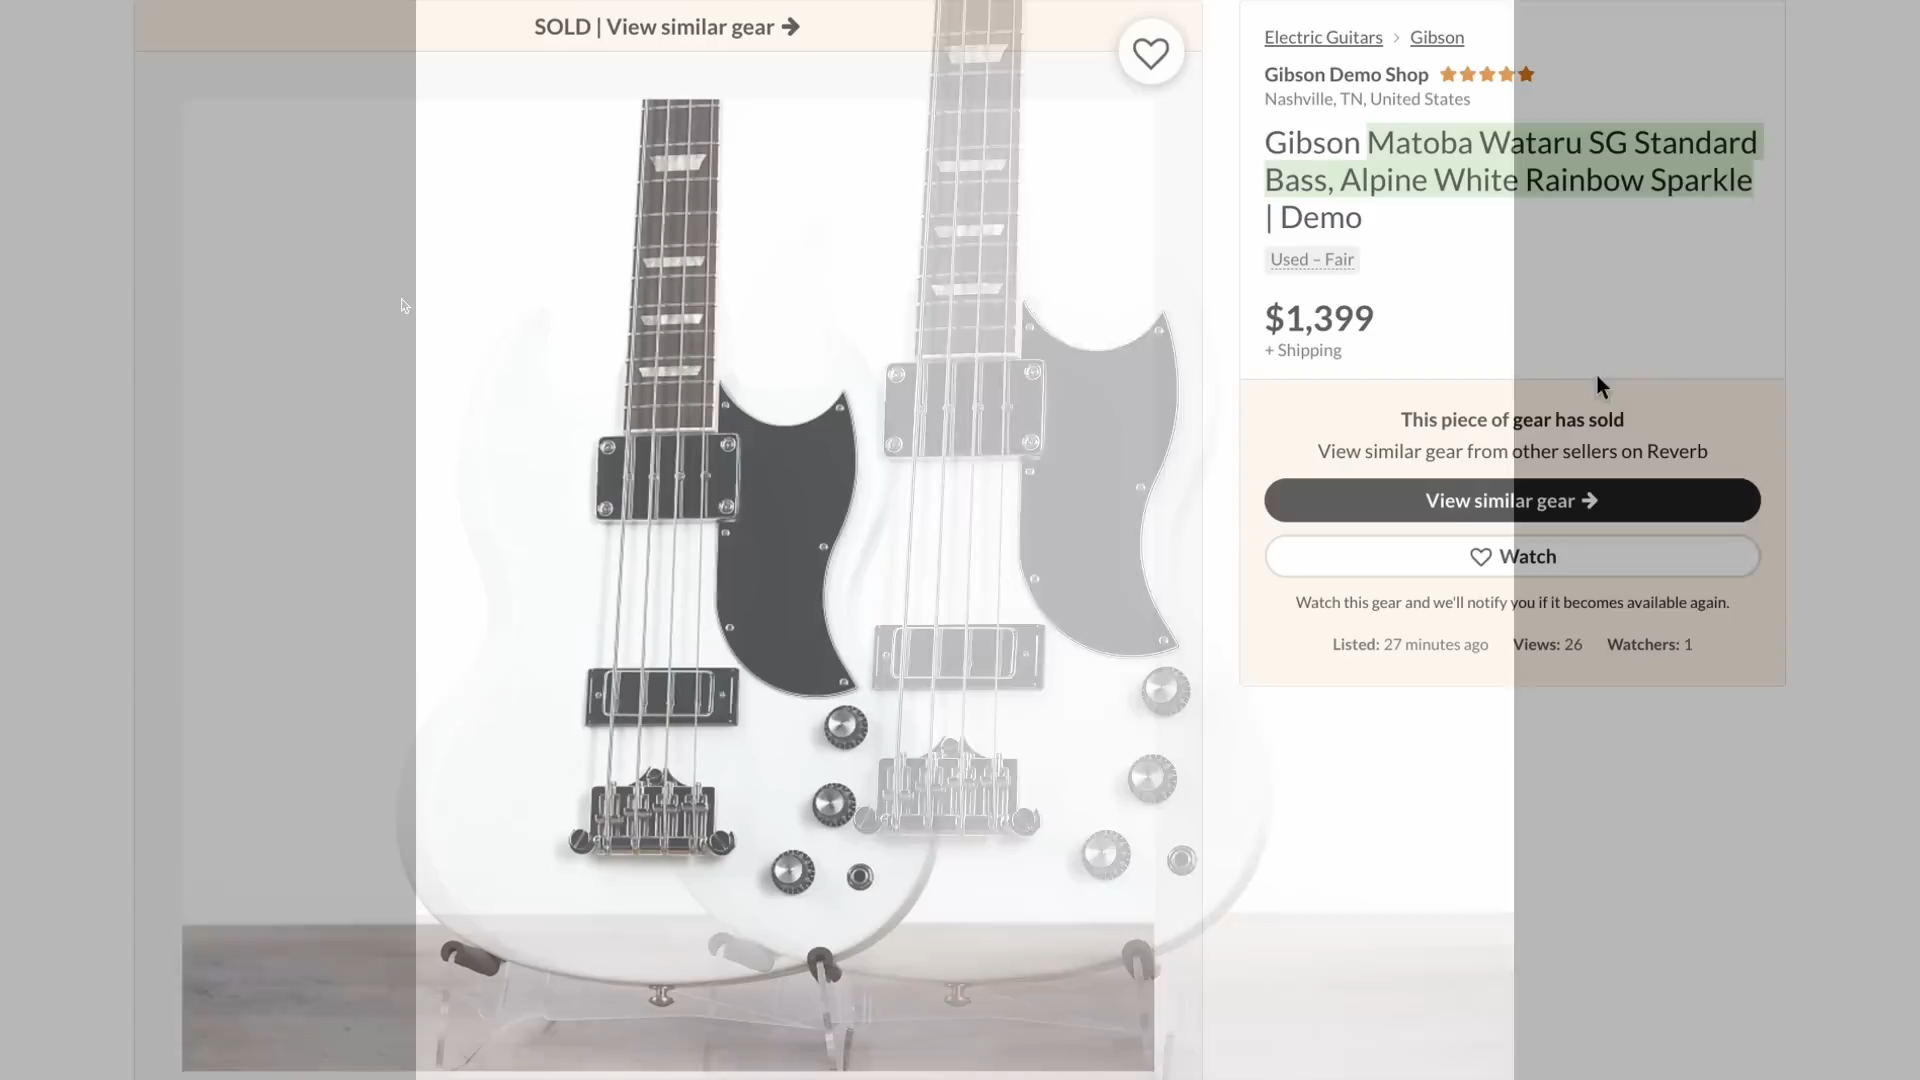 SOLD | View similar gear →
Electric Guitars > Gibson
Gibson Demo Shop
Nashville, TN, United States
Gibson Matoba Wataru SG Standard
Bass, Alpine White Rainbow Sparkle
| Demo
Used – Fair
$1,399
+ Shipping
This piece of gear has sold
View similar gear from other sellers on Reverb
View similar gear →
Watch
Watch this gear and we'll notify you if it becomes available again.
Listed: 27 minutes ago Views: 26 Watchers: 1